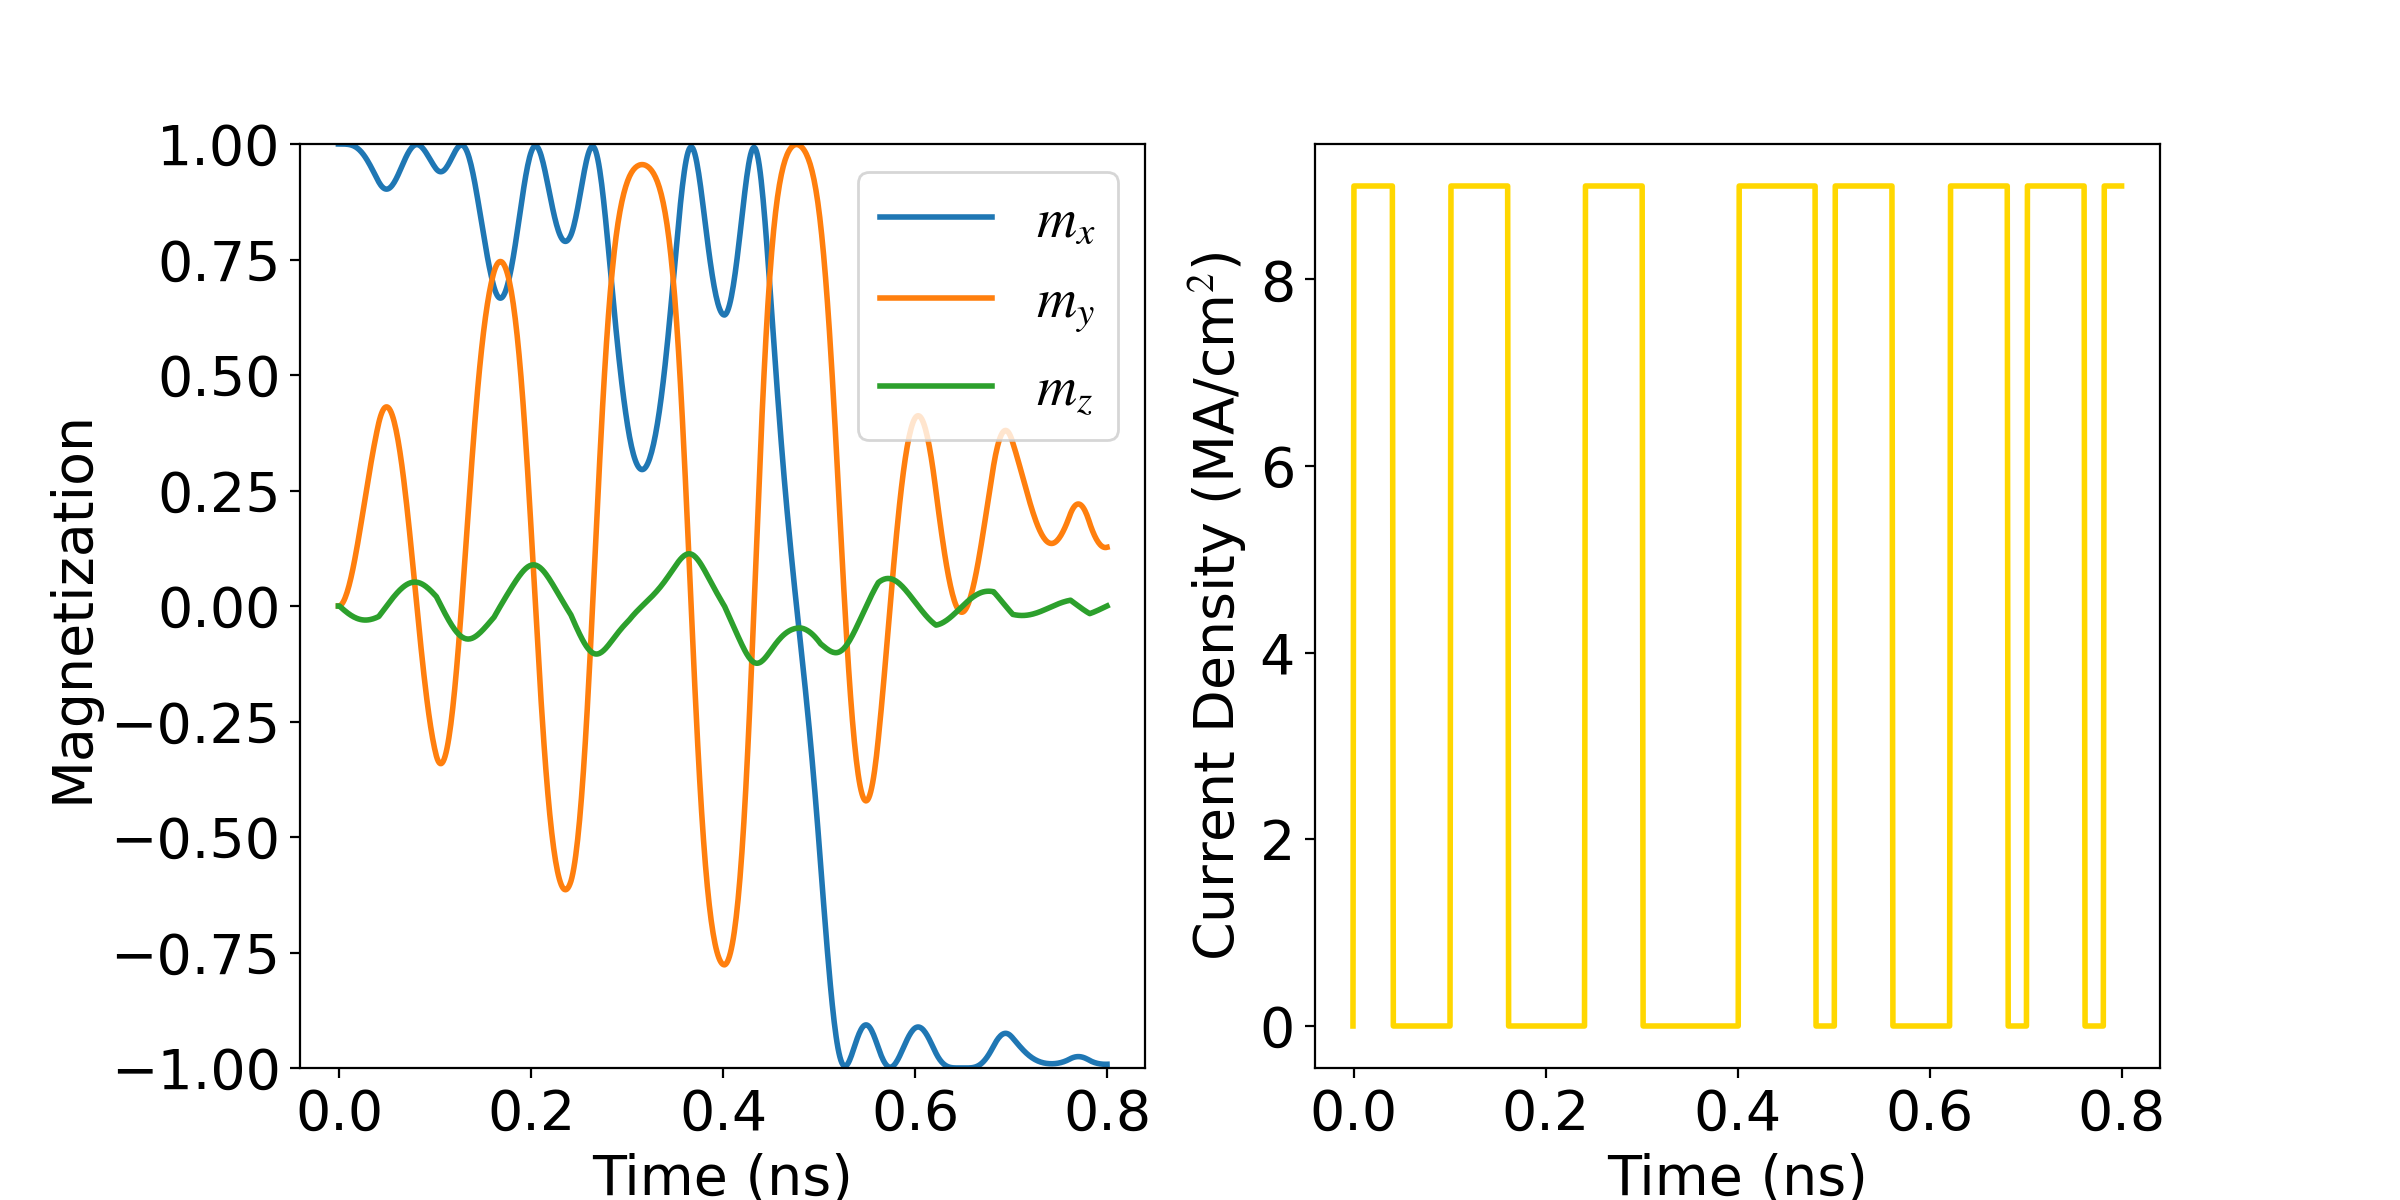 1.00
0.75
0.50
0.25
0.00
−0.25
−0.50
−0.75
−1.00
Magnetization
0.0 0.2 0.4 0.6 0.8
Time (ns)
m_x
m_y
m_z
8
6
4
2
0
Current Density (MA/cm²)
0.0 0.2 0.4 0.6 0.8
Time (ns)